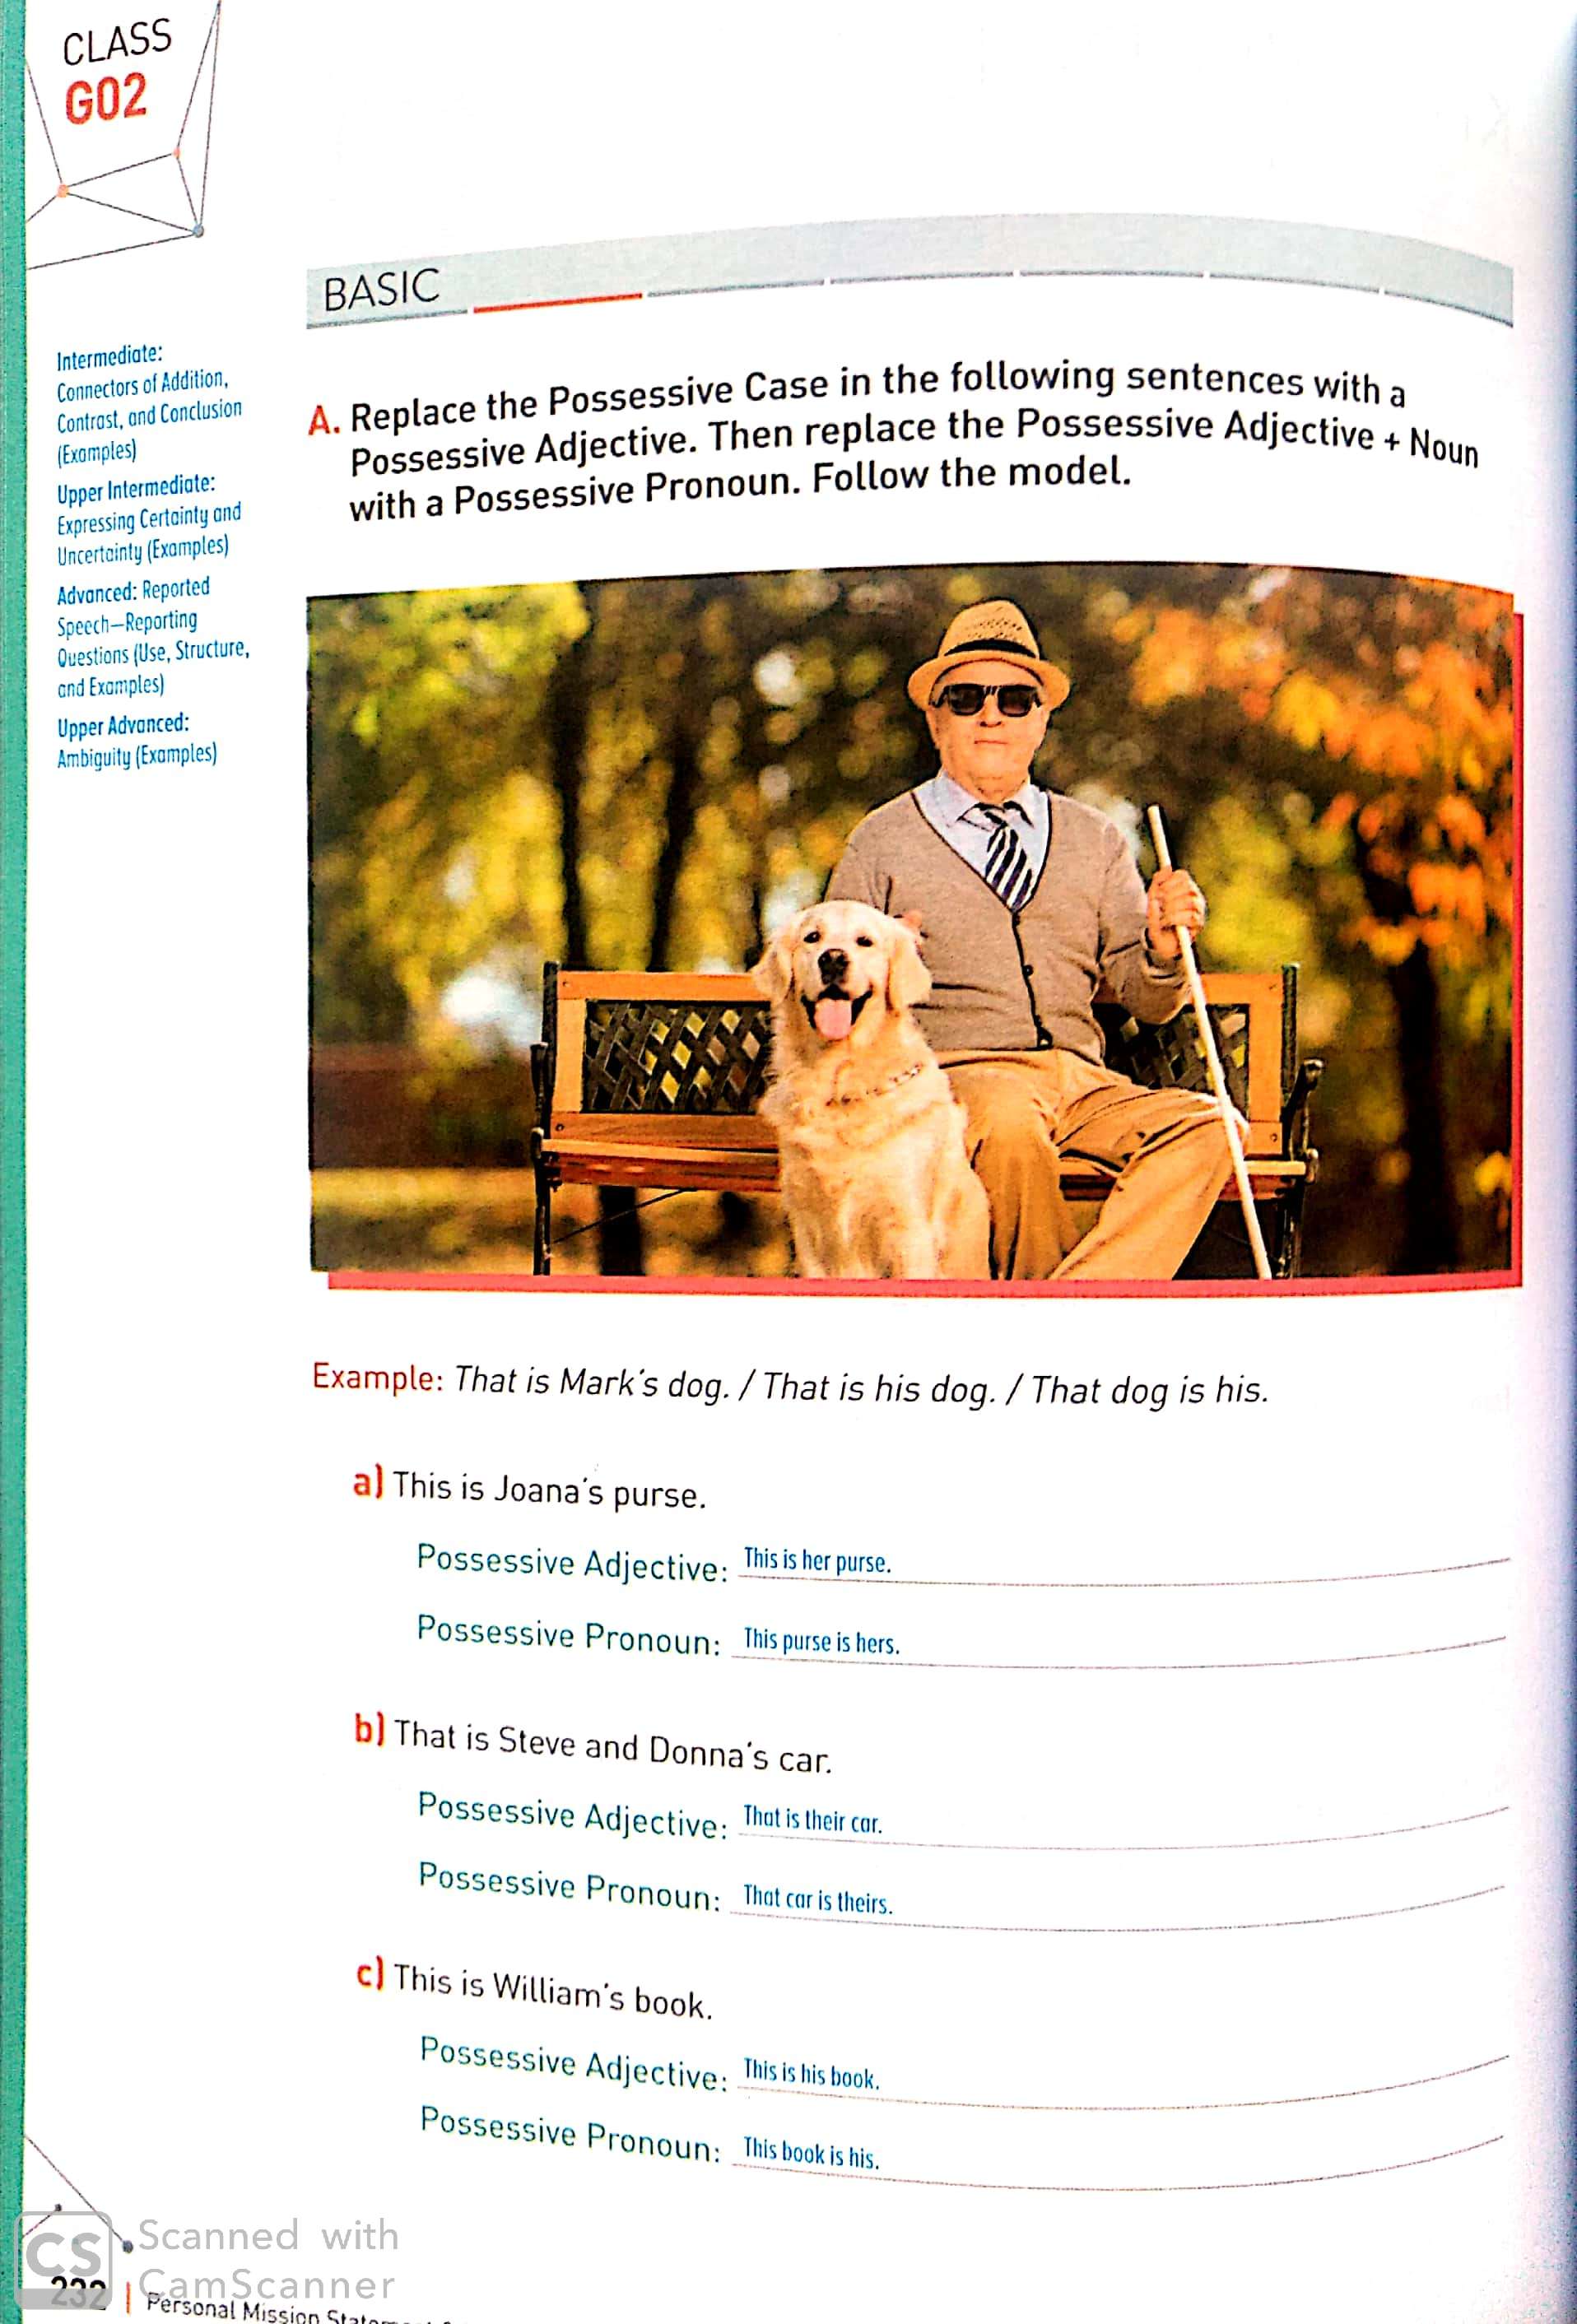 CLASS
G02
BASIC
Intermediate:
Connectors of Addition,
Contrast, and Conclusion
(Examples)
Upper Intermediate:
Expressing Certainty and
Uncertainty (Examples)
Advanced: Reported
Speech—Reporting
Questions (Use, Structure,
and Examples)
Upper Advanced:
Ambiguity (Examples)
A. Replace the Possessive Case in the following sentences with a
Possessive Adjective. Then replace the Possessive Adjective + Noun
with a Possessive Pronoun. Follow the model.
Example: That is Mark's dog. / That is his dog. / That dog is his.
a) This is Joana's purse.
Possessive Adjective: This is her purse.
Possessive Pronoun: This purse is hers.
b) That is Steve and Donna's car.
Possessive Adjective: That is their car.
Possessive Pronoun: That car is theirs.
c) This is William's book.
Possessive Adjective: This is his book.
Possessive Pronoun: This book is his.
CS Scanned with
CamScanner
232 | Personal Mission